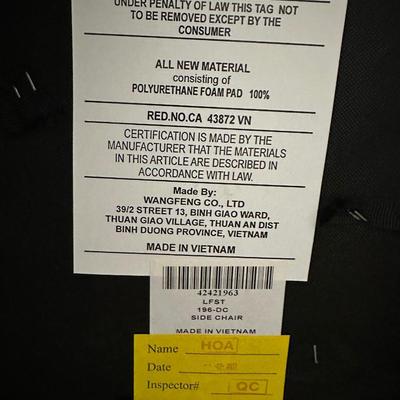 UNDER PENALTY OF LAW THIS TAG NOT
TO BE REMOVED EXCEPT BY THE
CONSUMER
ALL NEW MATERIAL
consisting of
POLYURETHANE FOAM PAD 100%
RED.NO.CA 43872 VN
CERTIFICATION IS MADE BY THE
MANUFACTURER THAT THE MATERIALS
IN THIS ARTICLE ARE DESCRIBED IN
ACCORDANCE WITH LAW.
Made By:
WANGFENG CO., LTD
39/2 STREET 13, BINH GIAO WARD,
THUAN GIAO VILLAGE, THUAN AN DIST
BINH DUONG PROVINCE, VIETNAM
MADE IN VIETNAM
42421963
LFST
196-DC
SIDE CHAIR
MADE IN VIETNAM
Name HOA
Date
Inspector# QC